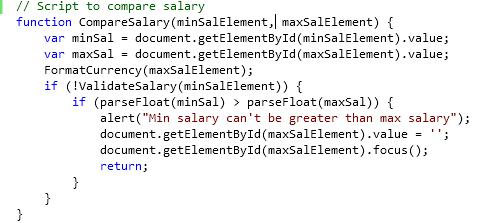 // Script to compare salary
function CompareSalary(minSalElement, maxSalElement) {
var minSal = document.getElementById(minSalElement).value;
var maxSal = document.getElementById(maxSalElement).value;
FormatCurrency(maxSalElement);
if (!ValidateSalary(minSalElement)) {
if (parseFloat(minSal) > parseFloat(maxSal)) {
alert("Min salary can't be greater than max salary");
document.getElementById(maxSalElement).value = '';
document.getElementById(maxSalElement).focus();
return;
}
}
}